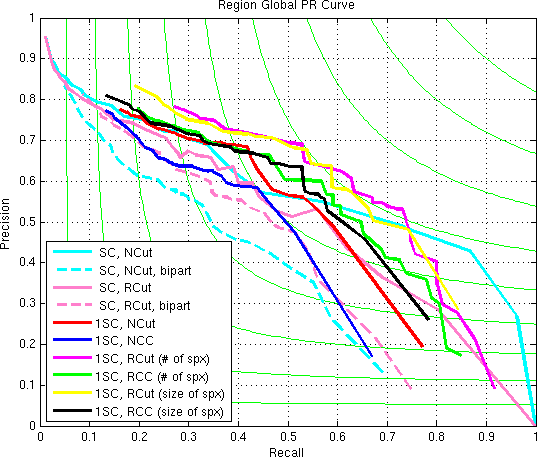 Region Global PR Curve
1
0.9
0.8
0.7
0.6
0.5
0.4
0.3
0.2
0.1
0
Precision
SC, NCut
SC, NCut, bipart
SC, RCut
SC, RCut, bipart
1SC, NCut
1SC, NCC
1SC, RCut (# of spx)
1SC, RCC (# of spx)
1SC, RCut (size of spx)
1SC, RCC (size of spx)
0 0.1 0.2 0.3 0.4 0.5 0.6 0.7 0.8 0.9 1
Recall